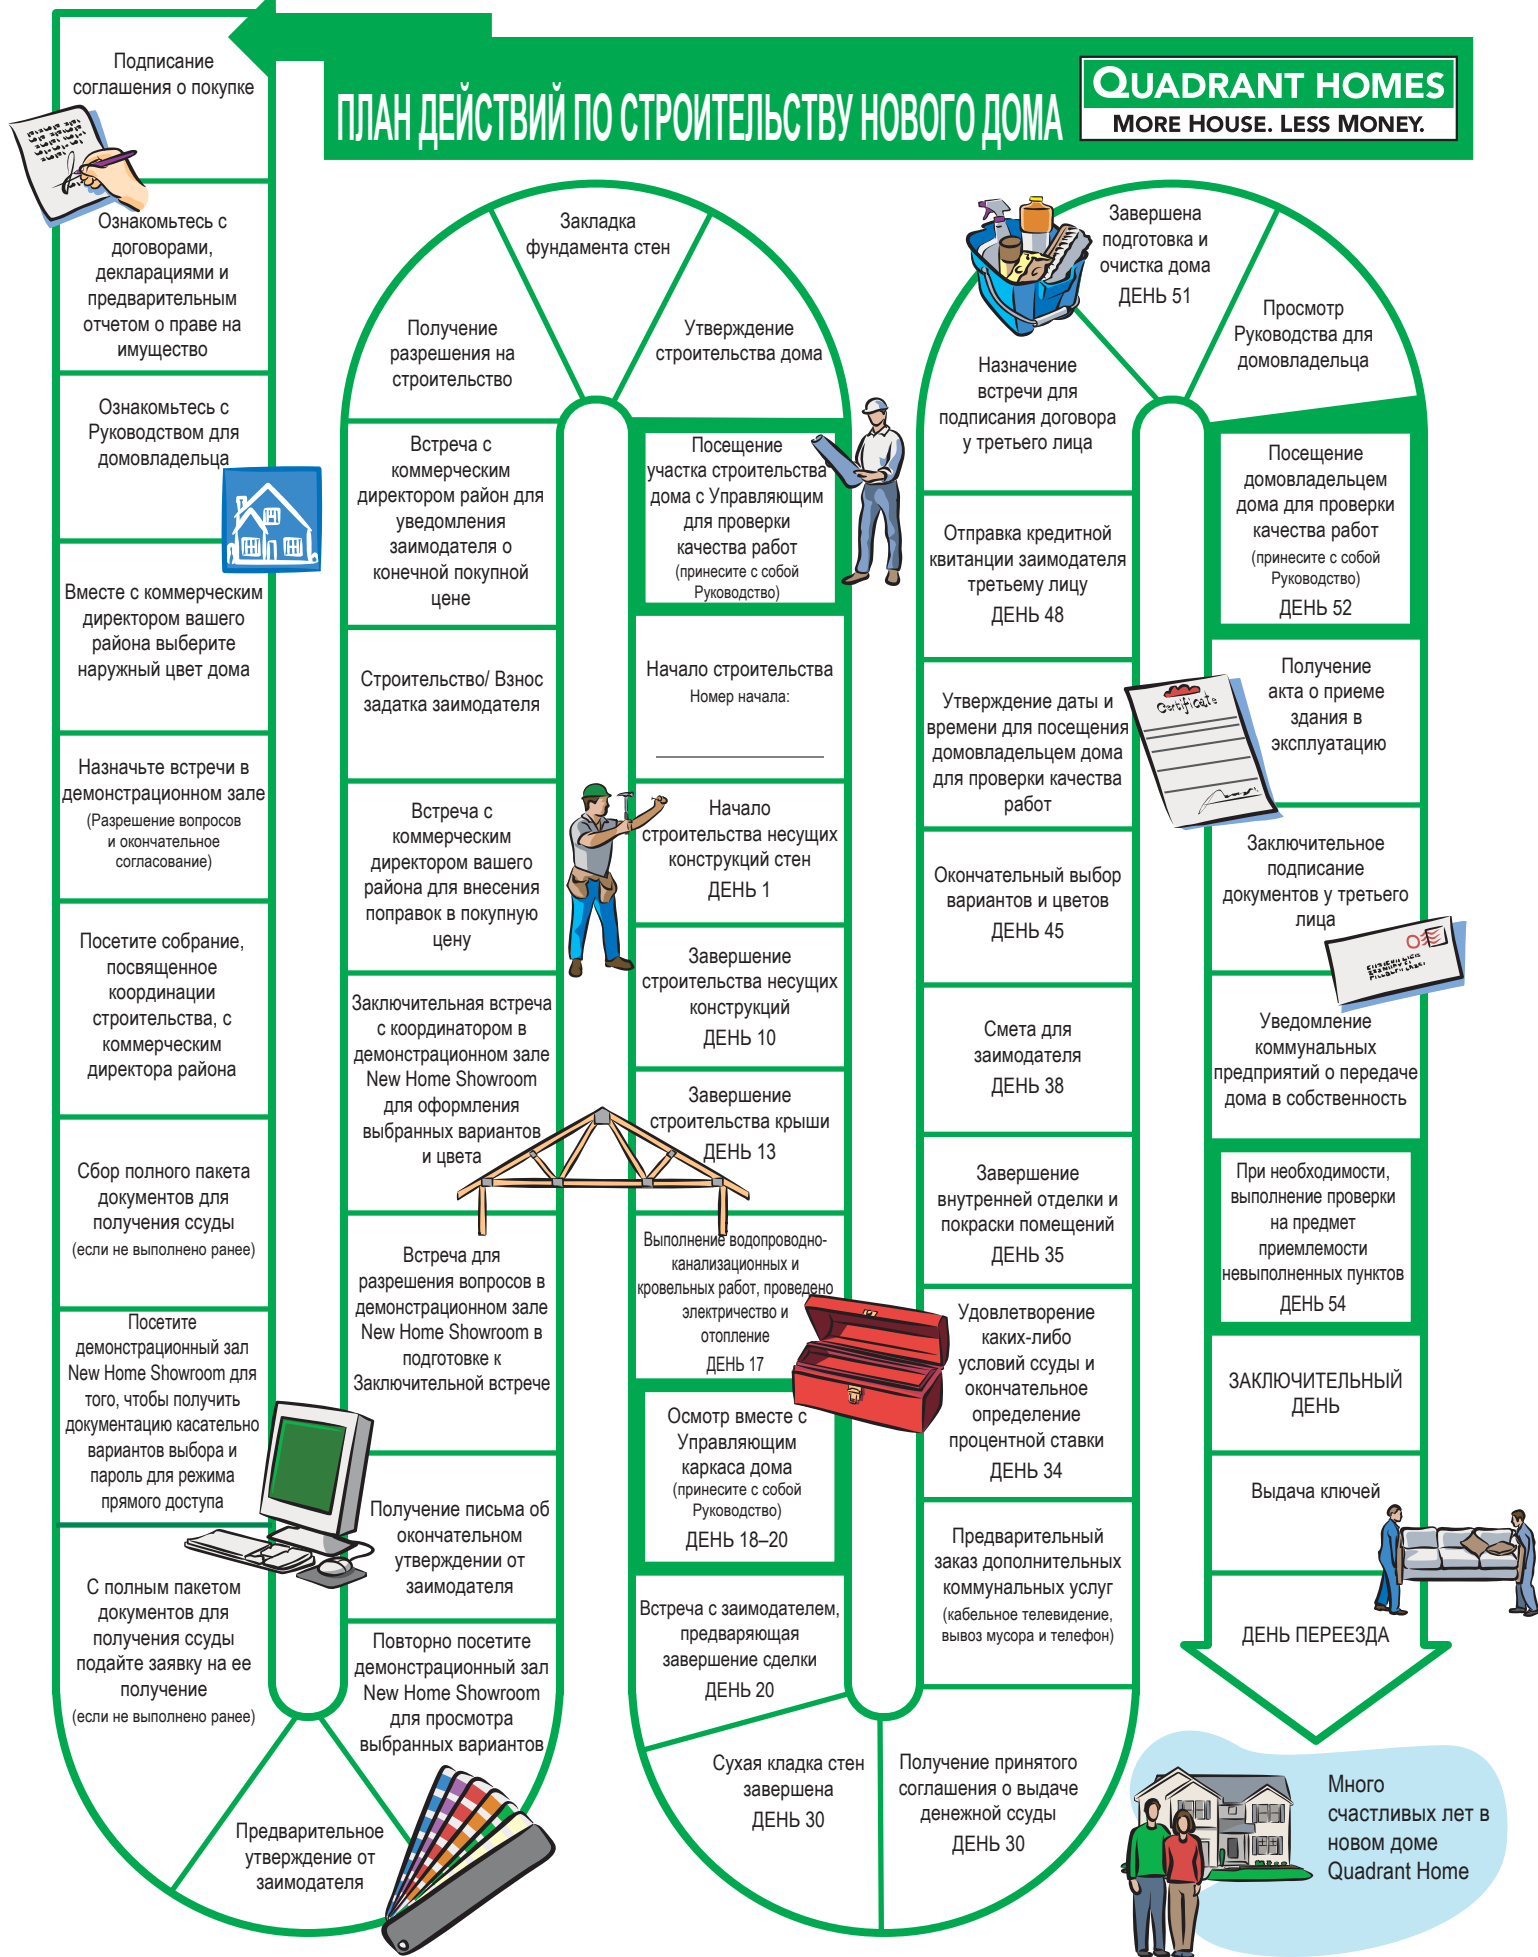 ПЛАН ДЕЙСТВИЙ ПО СТРОИТЕЛЬСТВУ НОВОГО ДОМА
QUADRANT HOMES
MORE HOUSE. LESS MONEY.
Подписание
соглашения о покупке
Ознакомьтесь с
договорами,
декларациями и
предварительным
отчетом о праве на
имущество
Ознакомьтесь с
Руководством для
домовладельца
Вместе с коммерческим
директором вашего
района выберите
наружный цвет дома
Назначьте встречи в
демонстрационном зале
(Разрешение вопросов
и окончательное
согласование)
Посетите собрание,
посвященное
координации
строительства, с
коммерческим
директора района
Сбор полного пакета
документов для
получения ссуды
(если не выполнено ранее)
Посетите
демонстрационный зал
New Home Showroom для
того, чтобы получить
документацию касательно
вариантов выбора и
пароль для режима
прямого доступа
С полным пакетом
документов для
получения ссуды
подайте заявку на ее
получение
(если не выполнено ранее)
Предварительное
утверждение от
заимодателя
Повторно посетите
демонстрационный зал
New Home Showroom
для просмотра
выбранных вариантов
Получение письма об
окончательном
утверждении от
заимодателя
Встреча для
разрешения вопросов в
демонстрационном зале
New Home Showroom в
подготовке к
Заключительной встрече
Заключительная встреча
с координатором в
демонстрационном зале
New Home Showroom
для оформления
выбранных вариантов
и цвета
Встреча с
коммерческим
директором вашего
района для внесения
поправок в покупную
цену
Строительство/ Взнос
задатка заимодателя
Встреча с
коммерческим
директором район для
уведомления
заимодателя о
конечной покупной
цене
Получение
разрешения на
строительство
Закладка
фундамента стен
Утверждение
строительства дома
Посещение
участка строительства
дома с Управляющим
для проверки
качества работ
(принесите с собой
Руководство)
Начало строительства
Номер начала:
Начало
строительства несущих
конструкций стен
ДЕНЬ 1
Завершение
строительства несущих
конструкций
ДЕНЬ 10
Завершение
строительства крыши
ДЕНЬ 13
Выполнение водопроводно-
канализационных и
кровельных работ, проведено
электричество и
отопление
ДЕНЬ 17
Осмотр вместе с
Управляющим
каркаса дома
(принесите с собой
Руководство)
ДЕНЬ 18–20
Встреча с заимодателем,
предваряющая
завершение сделки
ДЕНЬ 20
Сухая кладка стен
завершена
ДЕНЬ 30
Получение принятого
соглашения о выдаче
денежной ссуды
ДЕНЬ 30
Предварительный
заказ дополнительных
коммунальных услуг
(кабельное телевидение,
вывоз мусора и телефон)
Удовлетворение
каких-либо
условий ссуды и
окончательное
определение
процентной ставки
ДЕНЬ 34
Завершение
внутренней отделки и
покраски помещений
ДЕНЬ 35
Смета для
заимодателя
ДЕНЬ 38
Окончательный выбор
вариантов и цветов
ДЕНЬ 45
Утверждение даты и
времени для посещения
домовладельцем дома
для проверки качества
работ
Отправка кредитной
квитанции заимодателя
третьему лицу
ДЕНЬ 48
Назначение
встречи для
подписания договора
у третьего лица
Завершена
подготовка и
очистка дома
ДЕНЬ 51
Просмотр
Руководства для
домовладельца
Посещение
домовладельцем
дома для проверки
качества работ
(принесите с собой
Руководство)
ДЕНЬ 52
Получение
акта о приеме
здания в
эксплуатацию
Certificate
Заключительное
подписание
документов у третьего
лица
Уведомление
коммунальных
предприятий о передаче
дома в собственность
При необходимости,
выполнение проверки
на предмет
приемлемости
невыполненных пунктов
ДЕНЬ 54
ЗАКЛЮЧИТЕЛЬНЫЙ
ДЕНЬ
Выдача ключей
ДЕНЬ ПЕРЕЕЗДА
Много
счастливых лет в
новом доме
Quadrant Home